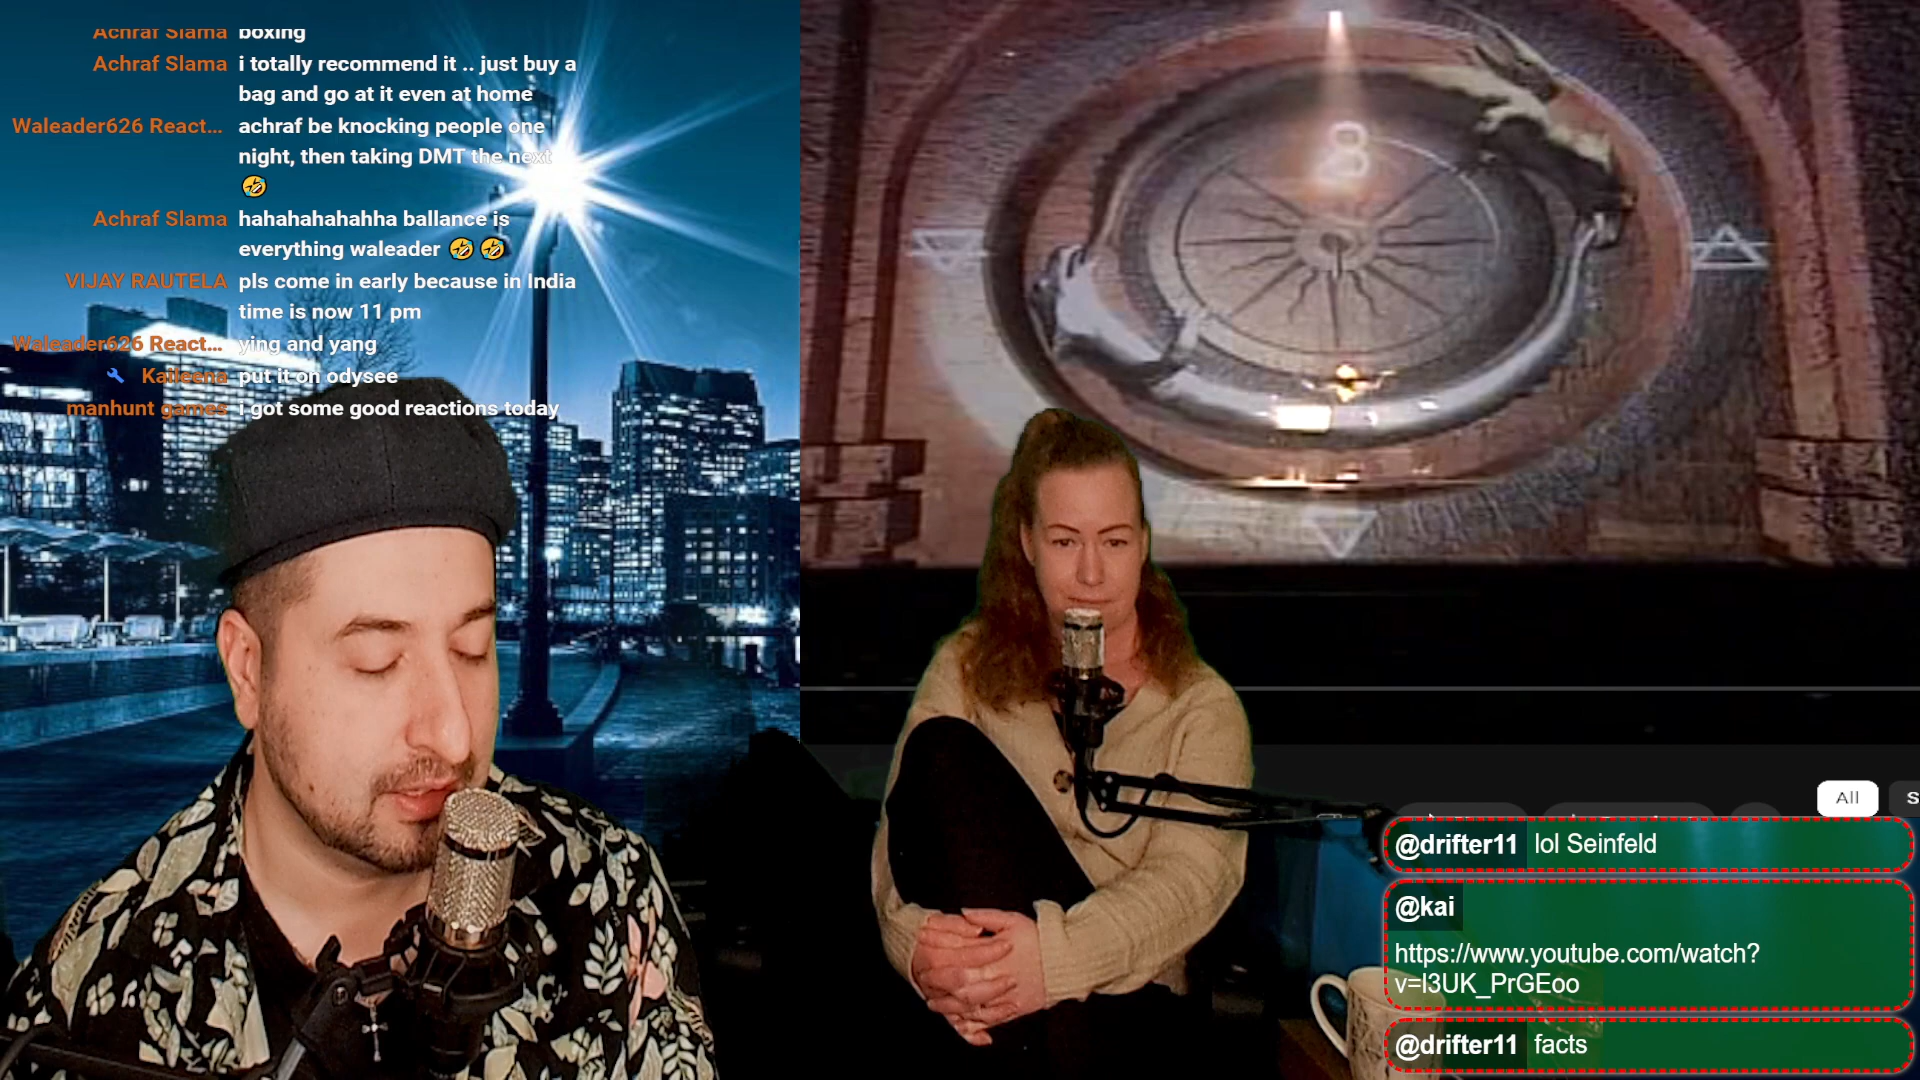 Achraf Slama boxing
Achraf Slama i totally recommend it .. just buy a
bag and go at it even at home
Waleader626 React... achraf be knocking people one
night, then taking DMT the next
🤣
Achraf Slama hahahahahahha ballance is
everything waleader 🤣 🤣
VIJAY RAUTELA pls come in early because in India
time is now 11 pm
Waleader626 React... ying and yang
Kaileena put it on odysee
manhunt games i got some good reactions today
8
All
S
@drifter11 lol Seinfeld
@kai
https://www.youtube.com/watch?
v=l3UK_PrGEoo
@drifter11 facts